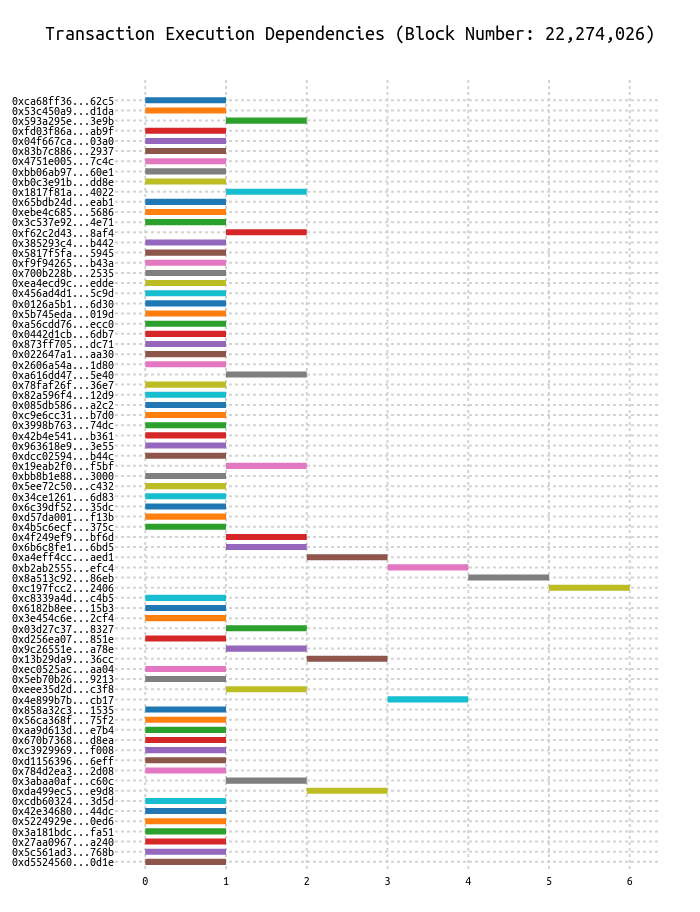 Transaction Execution Dependencies (Block Number: 22,274,026)
0xca68ff36...62c5
0x53c450a9...d1da
0x593a295e...3e9b
0xfd03f86a...ab9f
0x04f667ca...03a0
0x83b7c886...2937
0x4751e005...7c4c
0xbb06ab97...60e1
0xb0c3e91b...dd8e
0x1817f81a...4022
0x65bdb24d...eab1
0xebe4c685...5686
0x3c537e92...4e71
0xf62c2d43...8af4
0x385293c4...b442
0x5817f5fa...5945
0xf9f94265...b43a
0x700b228b...2535
0xea4ecd9c...edde
0x456ad4d1...5c9d
0x0126a5b1...6d30
0x5b745eda...019d
0xa56cdd76...ecc0
0x0442d1cb...6db7
0x873ff705...dc71
0x022647a1...aa30
0x2606a54a...1d80
0xa616dd47...5e40
0x78faf26f...36e7
0x82a596f4...12d9
0x085db586...a2c2
0xc9e6cc31...b7d0
0x3998b763...74dc
0x42b4e541...b361
0x963618e9...3e55
0xdcc02594...b44c
0x19eab2f0...f5bf
0xbb8b1e88...3000
0x5ee72c50...c432
0x34ce1261...6d83
0x6c39df52...35dc
0xd57da001...f13b
0x4b5c6ecf...375c
0x4f249ef9...bf6d
0x6b6c8fe1...6bd5
0xa4eff4cc...aed1
0xb2ab2555...efc4
0x8a513c92...86eb
0xc197fcc2...2406
0xc8339a4d...c4b5
0x6182b8ee...15b3
0x3e454c6e...2cf4
0x03d27c37...8327
0xd256ea07...851e
0x9c26551e...a78e
0x13b29da9...36cc
0xec0525ac...aa04
0x5eb70b26...9213
0xeee35d2d...c3f8
0x4e899b7b...cb17
0x858a32c3...1535
0x56ca368f...75f2
0xaa9d613d...e7b4
0x670b7368...d8ea
0xc3929969...f008
0xd1156396...6eff
0x784d2ea3...2d08
0x3abaa0af...c60c
0xda499ec5...e9d8
0xcdb60324...3d5d
0x42e34680...44dc
0x5224929e...0ed6
0x3a181bdc...fa51
0x27aa0967...a240
0x5c561ad3...768b
0xd5524560...0d1e
0 1 2 3 4 5 6